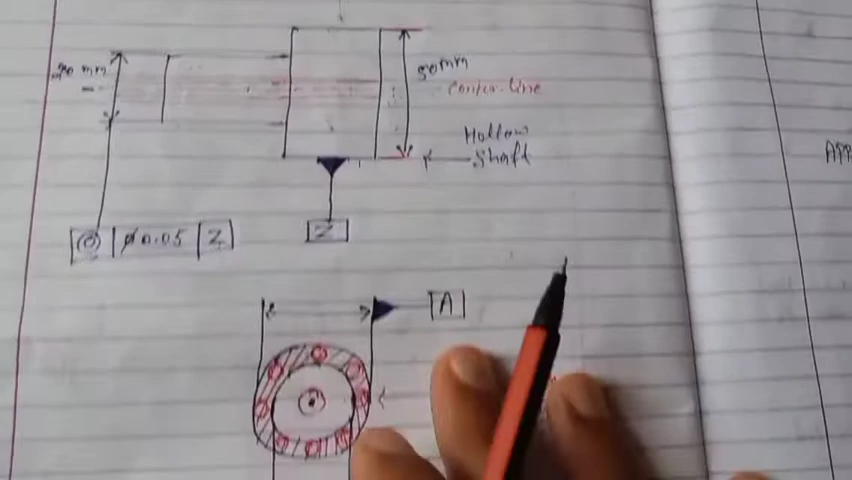 20 mm
50mm
Center-line
Hollow
Shaft
◎ ⌀0.05 Z
Z
A